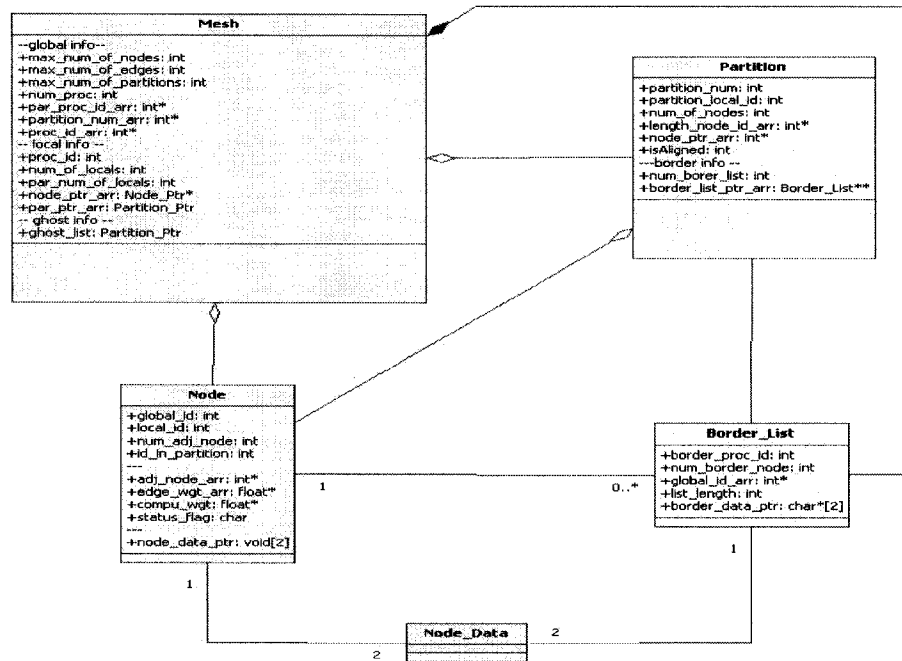 Mesh
--global info--
+max_num_of_nodes: int
+max_num_of_edges: int
+max_num_of_partitions: int
+num_proc: int
+par_proc_id_arr: int*
+partition_num_arr: int*
+proc_id_arr: int*
-- local info --
+proc_id: int
+num_of_locals: int
+par_num_of_locals: int
+node_ptr_arr: Node_Ptr*
+par_ptr_arr: Partition_Ptr
-- ghost info --
+ghost_list: Partition_Ptr
Partition
+partition_num: int
+partition_local_id: int
+num_of_nodes: int
+length_node_id_arr: int*
+node_ptr_arr: int*
+isAligned: int
---border info --
+num_borer_list: int
+border_list_ptr_arr: Border_List**
Node
+global_id: int
+local_id: int
+num_adj_node: int
+id_in_partition: int
---
+adj_node_arr: int*
+edge_wgt_arr: float*
+compu_wgt: float*
+status_flag: char
---
+node_data_ptr: void[2]
Border_List
+border_proc_id: int
+num_border_node: int
+global_id_arr: int*
+list_length: int
+border_data_ptr: char*[2]
1
0..*
1
1
Node_Data
2
2